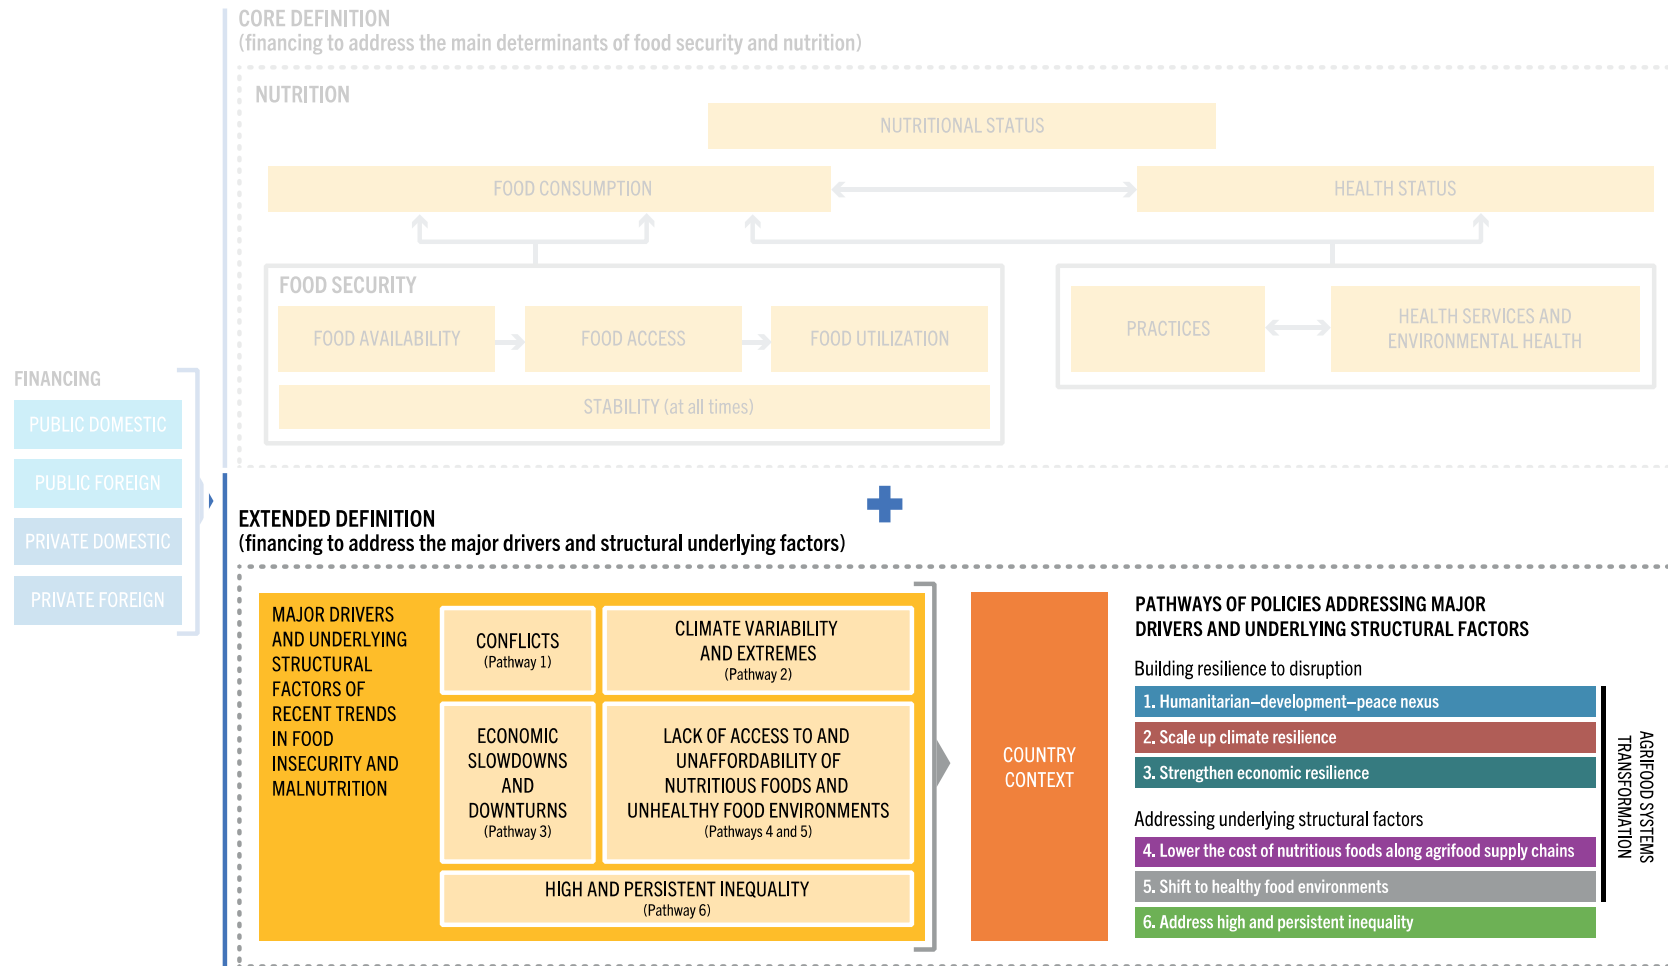 CORE DEFINITION
(financing to address the main determinants of food security and nutrition)
NUTRITION
NUTRITIONAL STATUS
FOOD CONSUMPTION
HEALTH STATUS
FOOD SECURITY
FOOD AVAILABILITY
FOOD ACCESS
FOOD UTILIZATION
STABILITY (at all times)
PRACTICES
HEALTH SERVICES AND
ENVIRONMENTAL HEALTH
FINANCING
PUBLIC DOMESTIC
PUBLIC FOREIGN
PRIVATE DOMESTIC
PRIVATE FOREIGN
EXTENDED DEFINITION
(financing to address the major drivers and structural underlying factors)
MAJOR DRIVERS
AND UNDERLYING
STRUCTURAL
FACTORS OF
RECENT TRENDS
IN FOOD
INSECURITY AND
MALNUTRITION
CONFLICTS
(Pathway 1)
CLIMATE VARIABILITY
AND EXTREMES
(Pathway 2)
ECONOMIC
SLOWDOWNS
AND
DOWNTURNS
(Pathway 3)
LACK OF ACCESS TO AND
UNAFFORDABILITY OF
NUTRITIOUS FOODS AND
UNHEALTHY FOOD ENVIRONMENTS
(Pathways 4 and 5)
HIGH AND PERSISTENT INEQUALITY
(Pathway 6)
COUNTRY
CONTEXT
PATHWAYS OF POLICIES ADDRESSING MAJOR
DRIVERS AND UNDERLYING STRUCTURAL FACTORS
Building resilience to disruption
1. Humanitarian–development–peace nexus
2. Scale up climate resilience
3. Strengthen economic resilience
Addressing underlying structural factors
4. Lower the cost of nutritious foods along agrifood supply chains
5. Shift to healthy food environments
6. Address high and persistent inequality
AGRIFOOD SYSTEMS
TRANSFORMATION